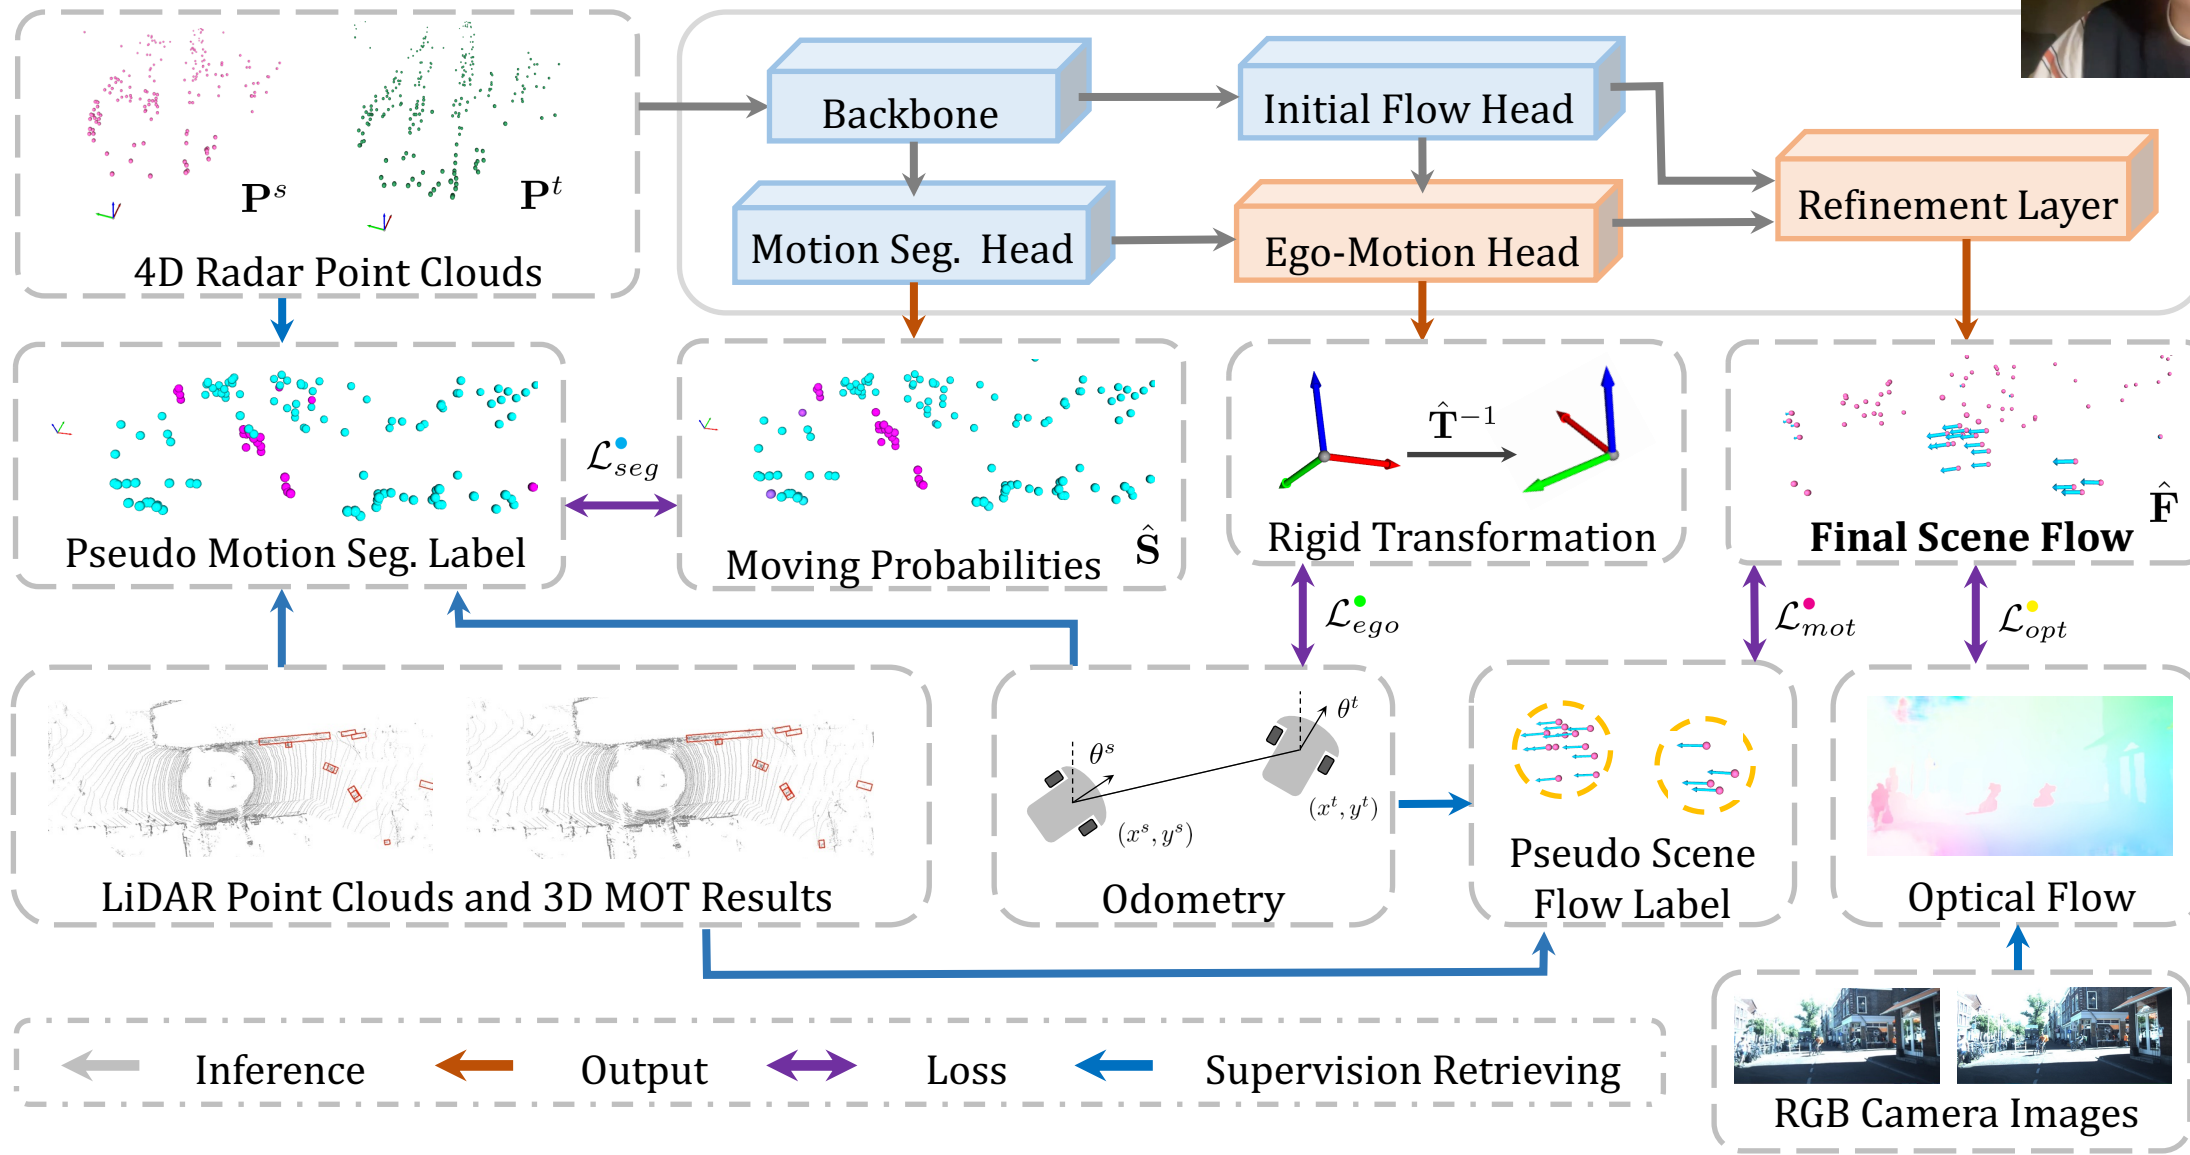 P^s
P^t
4D Radar Point Clouds
Backbone
Initial Flow Head
Motion Seg. Head
Ego-Motion Head
Refinement Layer
Pseudo Motion Seg. Label
ℒ_seg
Moving Probabilities
Ŝ
T̂^−1
Rigid Transformation
F̂
Final Scene Flow
ℒ_ego
ℒ_mot
ℒ_opt
LiDAR Point Clouds and 3D MOT Results
θ^s
(x^s, y^s)
θ^t
(x^t, y^t)
Odometry
Pseudo Scene
Flow Label
Optical Flow
RGB Camera Images
Inference
Output
Loss
Supervision Retrieving